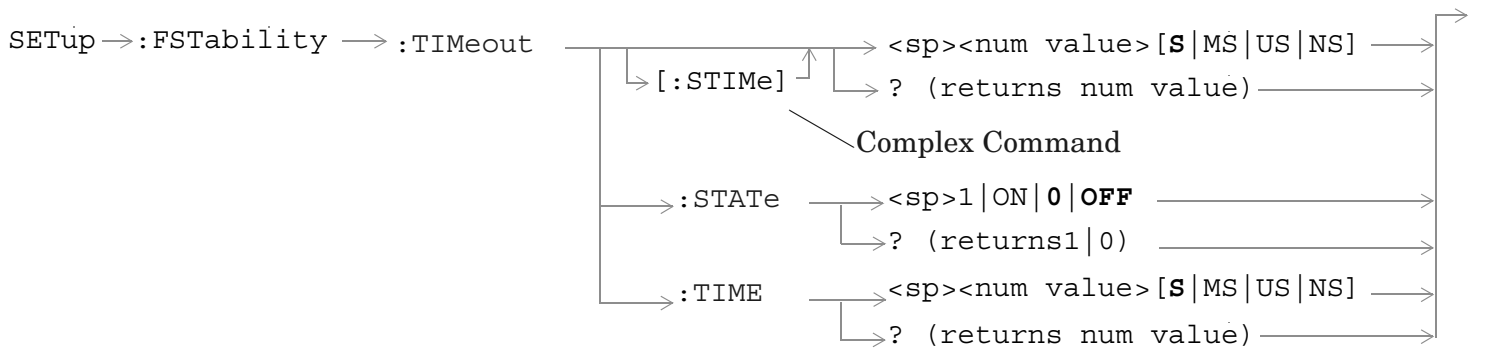 SETup :FSTability :TIMeout <sp><num value>[S|MS|US|NS]
[:STIMe] ? (returns num value)
Complex Command
:STATe <sp>1|ON|0|OFF
? (returns1|0)
:TIME <sp><num value>[S|MS|US|NS]
? (returns num value)